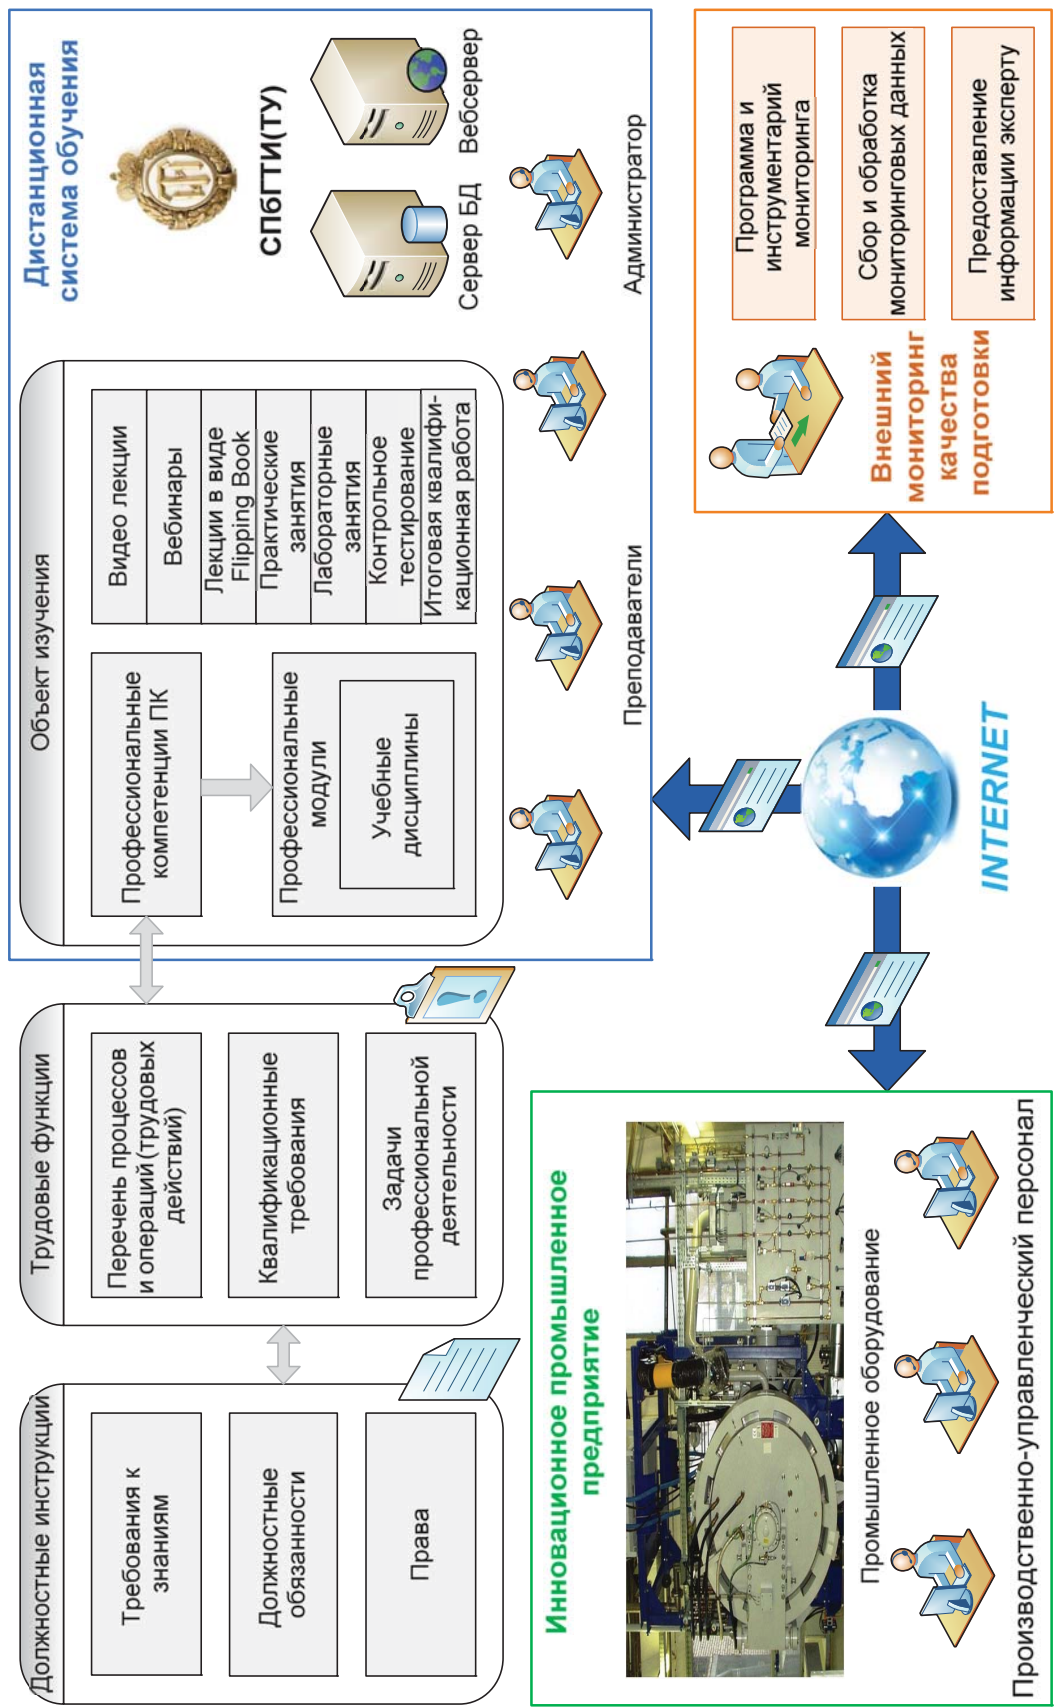 Должностные инструкции
Требования к
знаниям
Должностные
обязанности
Права
Трудовые функции
Перечень процессов
и операций (трудовых
действий)
Квалификационные
требования
Задачи
профессиональной
деятельности
Объект изучения
Профессиональные
компетенции ПК
Профессиональные
модули
Учебные
дисциплины
Видео лекции
Вебинары
Лекции в виде
Flipping Book
Практические
занятия
Лабораторные
занятия
Контрольное
тестирование
Итоговая квалифи-
кационная работа
Дистанционная
система обучения
СПбГТИ(ТУ)
Сервер БД
Вебсервер
Преподаватели
Администратор
Инновационное промышленное
предприятие
Промышленное оборудование
Производственно-управленческий персонал
INTERNET
Внешний
мониторинг
качества
подготовки
Программа и
инструментарий
мониторинга
Сбор и обработка
мониторинговых данных
Предоставление
информации эксперту